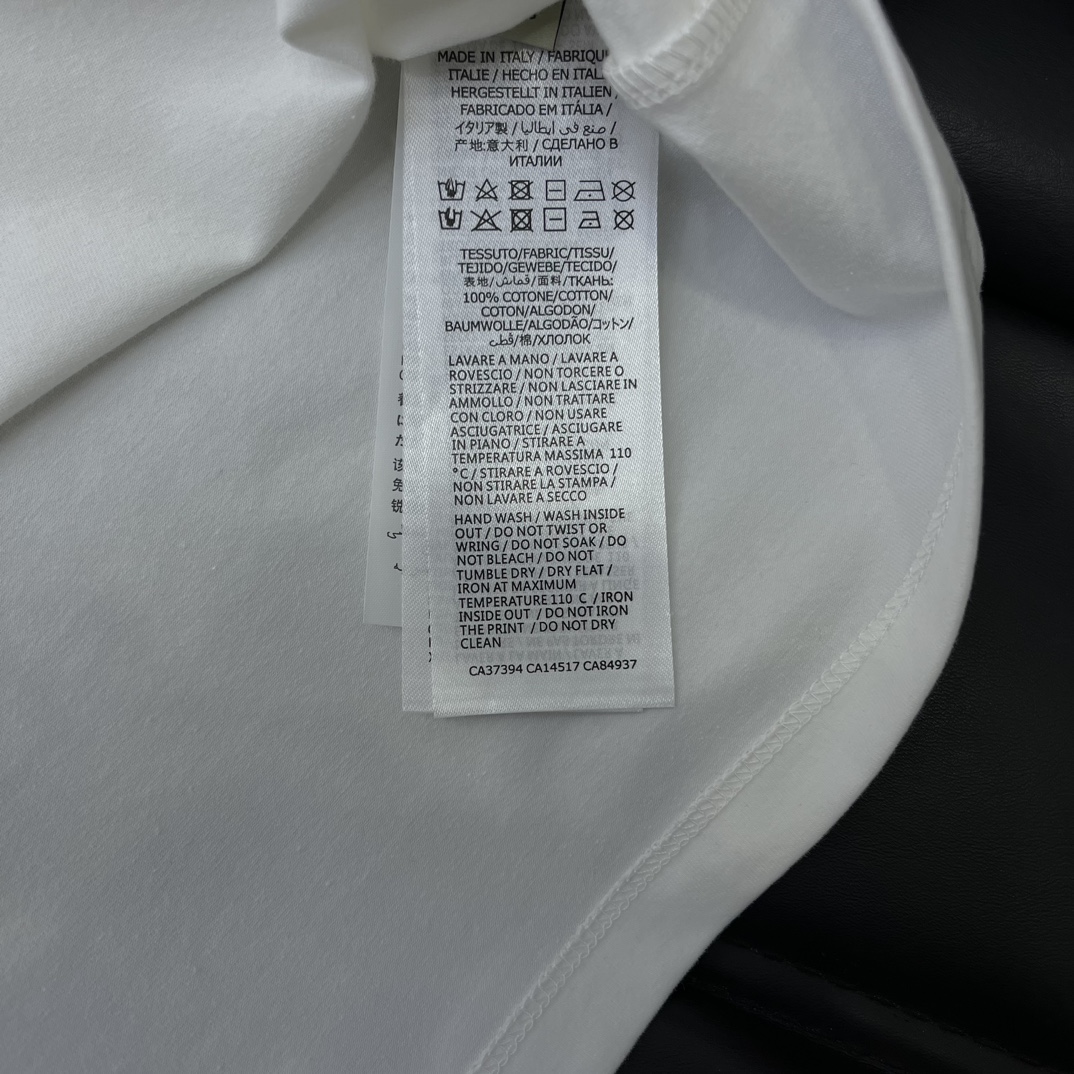 MADE IN ITALY / FABRIQU
ITALIE / HECHO EN ITAL
HERGESTELLT IN ITALIEN /
FABRICADO EM ITÁLIA /
イタリア製 / صنع في ايطاليا /
产地:意大利 / СДЕЛАНО В
ИТАЛИИ
TESSUTO/FABRIC/TISSU/
TEJIDO/GEWEBE/TECIDO/
表地/قماش/面料/ТКАНЬ:
100% COTONE/COTTON/
COTON/ALGODON/
BAUMWOLLE/ALGODÃO/コットン/
قطن/棉/ХЛОПОК
LAVARE A MANO / LAVARE A
ROVESCIO / NON TORCERE O
STRIZZARE / NON LASCIARE IN
AMMOLLO / NON TRATTARE
CON CLORO / NON USARE
ASCIUGATRICE / ASCIUGARE
IN PIANO / STIRARE A
TEMPERATURA MASSIMA 110
°C / STIRARE A ROVESCIO /
NON STIRARE LA STAMPA /
NON LAVARE A SECCO
HAND WASH / WASH INSIDE
OUT / DO NOT TWIST OR
WRING / DO NOT SOAK / DO
NOT BLEACH / DO NOT
TUMBLE DRY / DRY FLAT /
IRON AT MAXIMUM
TEMPERATURE 110 C / IRON
INSIDE OUT / DO NOT IRON
THE PRINT / DO NOT DRY
CLEAN
CA37394 CA14517 CA84937